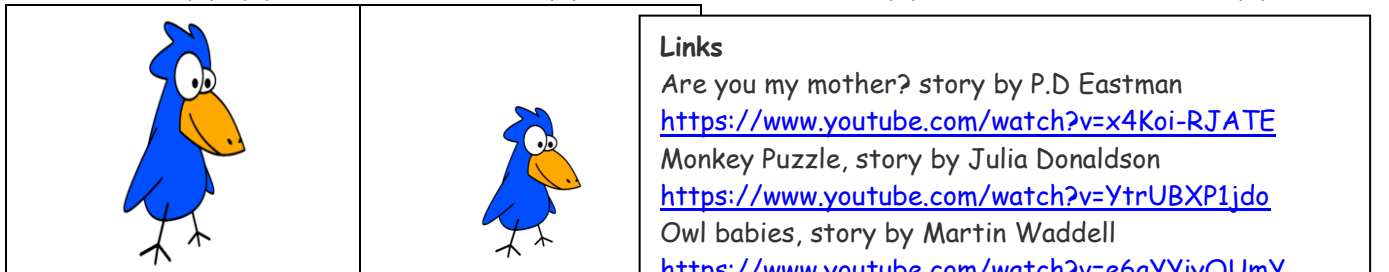 Links
Are you my mother? story by P.D Eastman
https://www.youtube.com/watch?v=x4Koi-RJATE
Monkey Puzzle, story by Julia Donaldson
https://www.youtube.com/watch?v=YtrUBXP1jdo
Owl babies, story by Martin Waddell